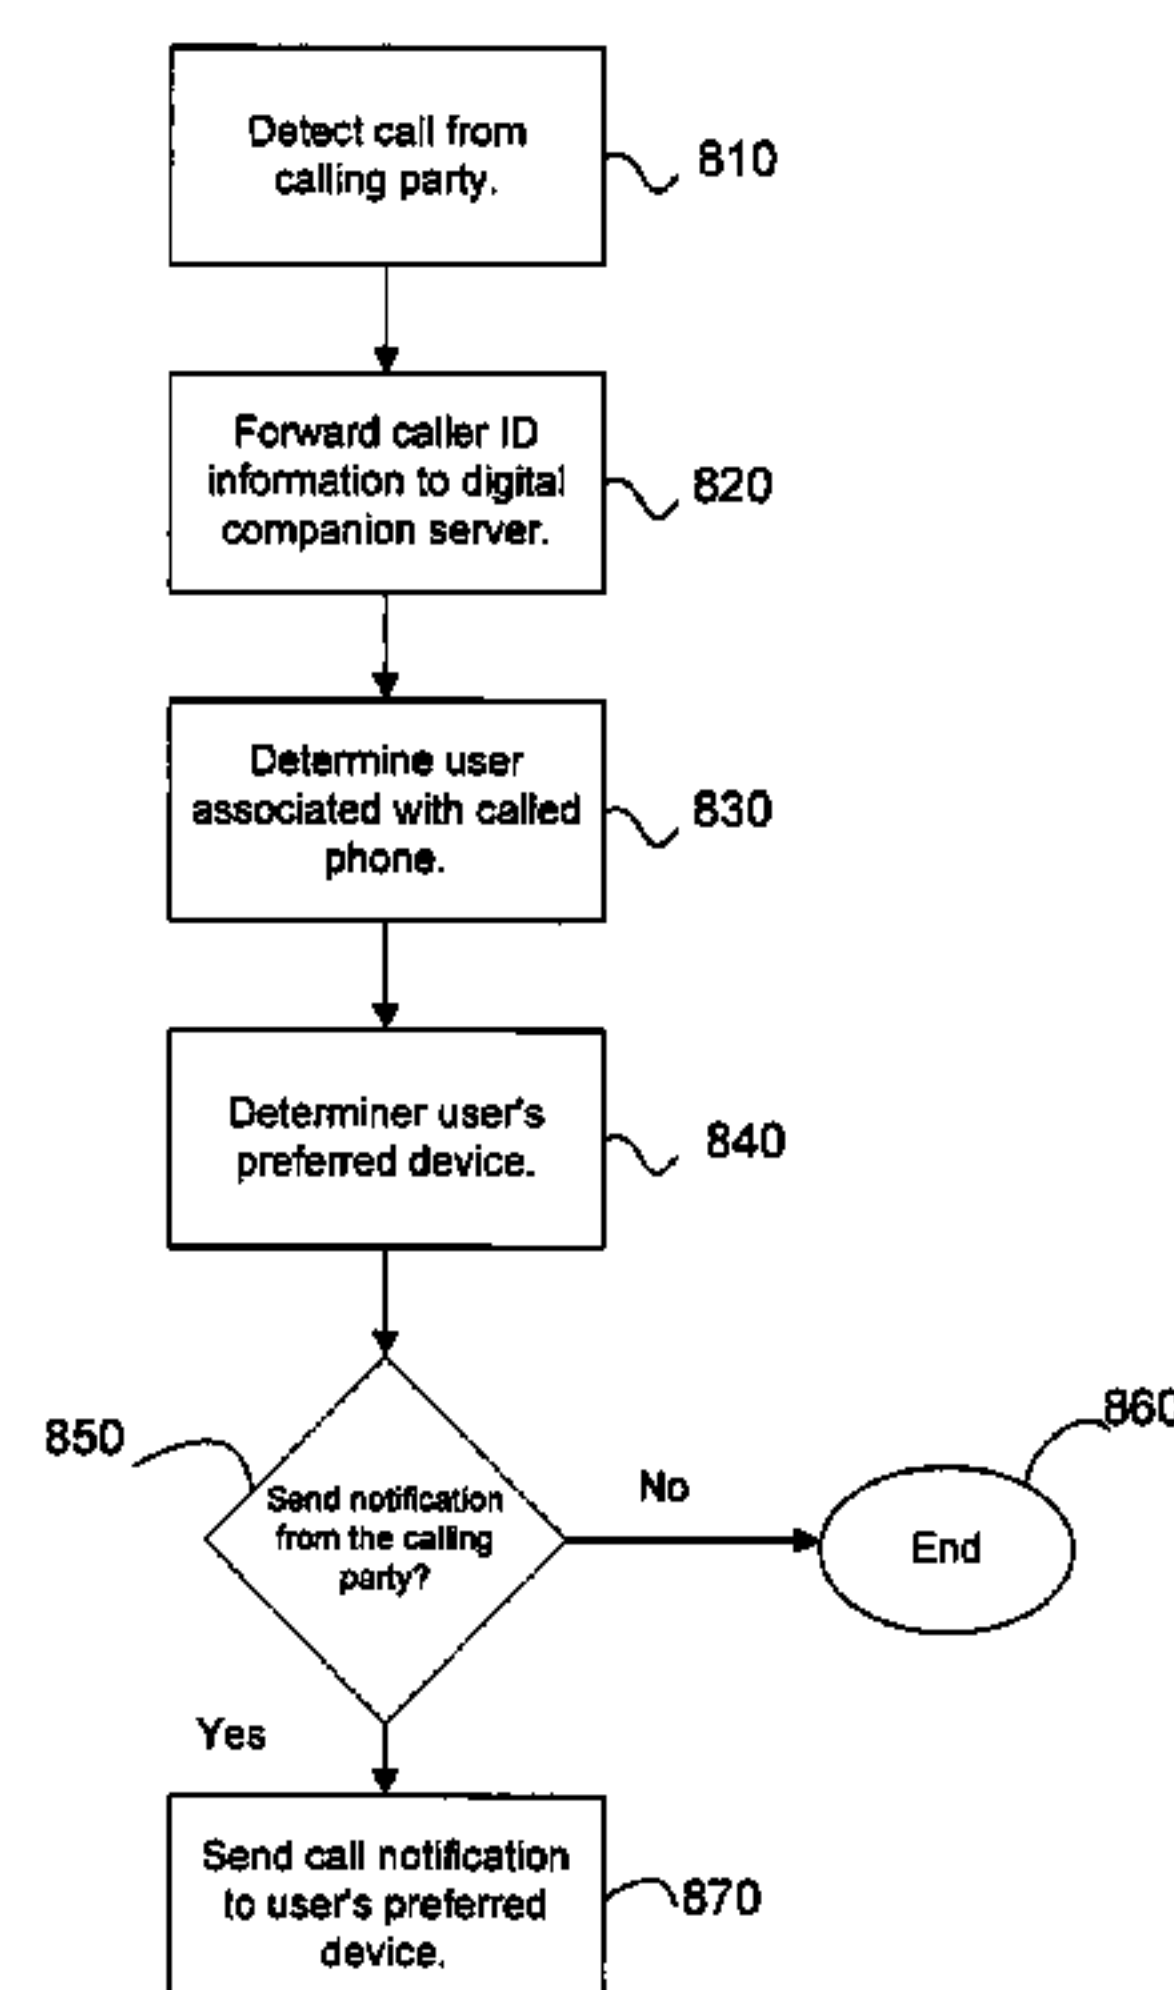 Detect call from
calling party.
810
Forward caller ID
information to digital
companion server.
820
Determine user
associated with called
phone.
830
Determiner user's
preferred device.
840
850
Send notification
from the calling
party?
No
860
End
Yes
Send call notification
to user's preferred
device.
870